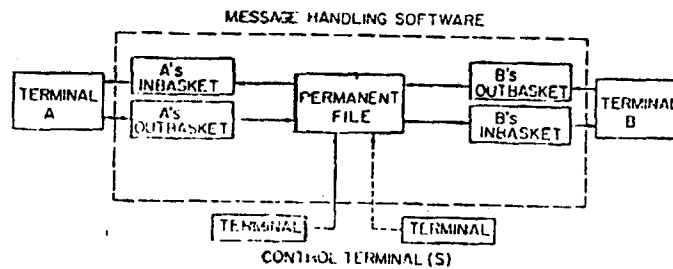 MESSAGE HANDLING SOFTWARE
TERMINAL
A
A's
INBASKET
A's
OUTBASKET
PERMANENT
FILE
B's
OUTBASKET
B's
INBASKET
TERMINAL
B
TERMINAL
TERMINAL
CONTROL TERMINAL (S)